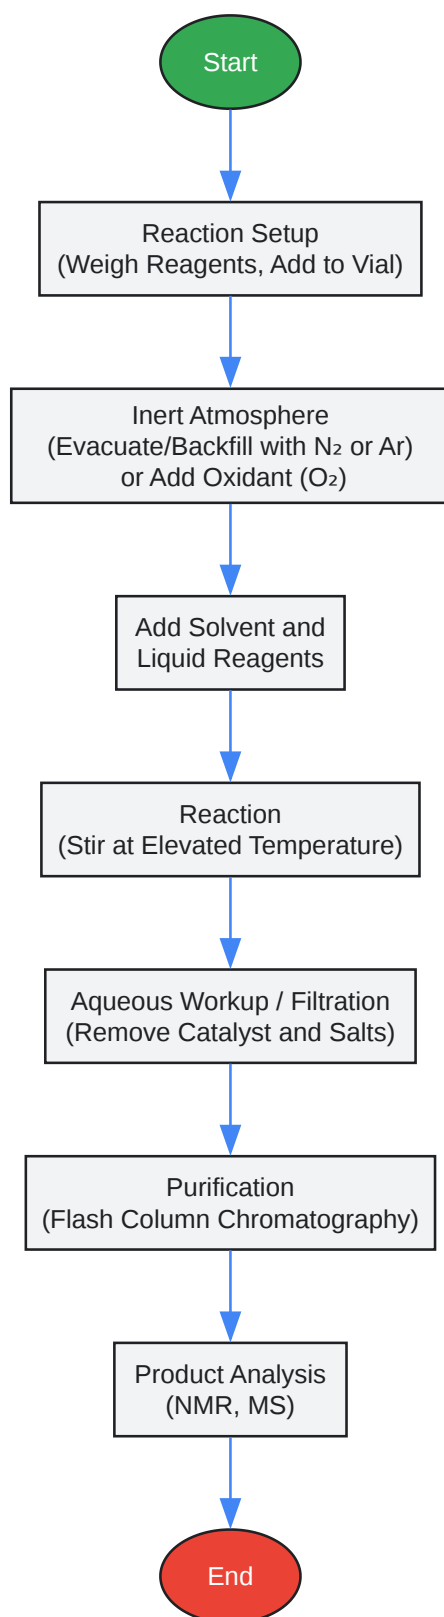 Start
Reaction Setup
(Weigh Reagents, Add to Vial)
Inert Atmosphere
(Evacuate/Backfill with N₂ or Ar)
or Add Oxidant (O₂)
Add Solvent and
Liquid Reagents
Reaction
(Stir at Elevated Temperature)
Aqueous Workup / Filtration
(Remove Catalyst and Salts)
Purification
(Flash Column Chromatography)
Product Analysis
(NMR, MS)
End